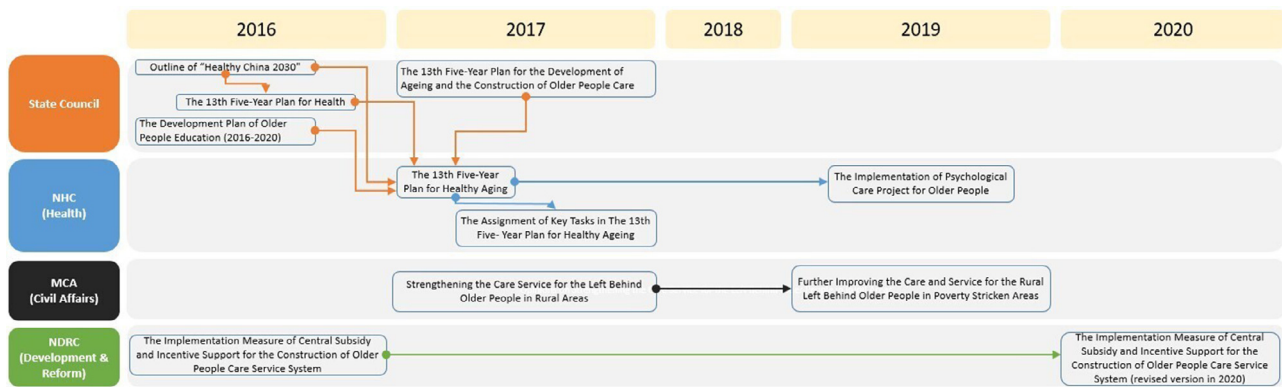 2016
2017
2018
2019
2020
State Council
Outline of “Healthy China 2030”
The 13th Five-Year Plan for Health
The Development Plan of Older
People Education (2016-2020)
The 13th Five-Year Plan for the Development of
Ageing and the Construction of Older People Care
NHC
(Health)
The 13th Five-Year
Plan for Healthy Aging
The Assignment of Key Tasks in The 13th
Five- Year Plan for Healthy Ageing
The Implementation of Psychological
Care Project for Older People
MCA
(Civil Affairs)
Strengthening the Care Service for the Left Behind
Older People in Rural Areas
Further Improving the Care and Service for the Rural
Left Behind Older People in Poverty Stricken Areas
NDRC
(Development &
Reform)
The Implementation Measure of Central Subsidy
and Incentive Support for the Construction of Older
People Care Service System
The Implementation Measure of Central
Subsidy and Incentive Support for the
Construction of Older People Care Service
System (revised version in 2020)